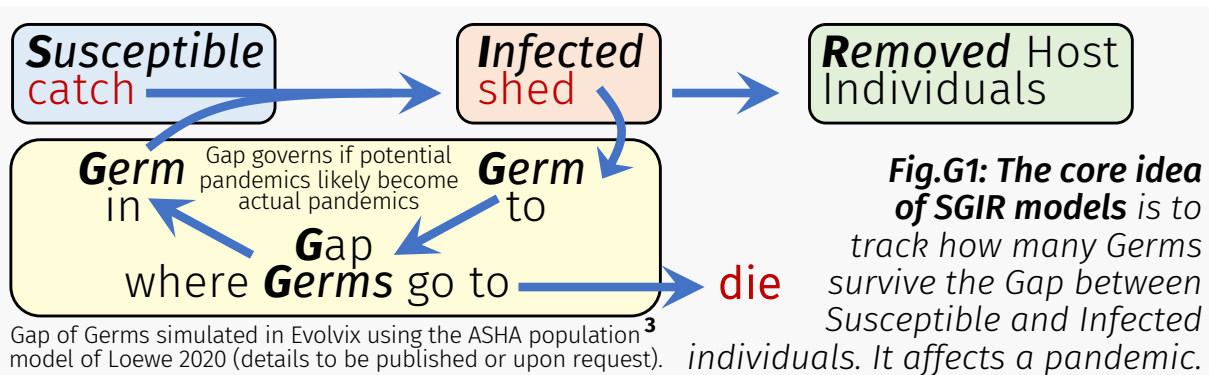 Susceptible
catch
Infected
shed
Removed Host
Individuals
Germ
in
Gap governs if potential
pandemics likely become
actual pandemics
Germ
to
Gap
where Germs go to
die
Gap of Germs simulated in Evolvix using the ASHA population 3
model of Loewe 2020 (details to be published or upon request).
Fig.G1: The core idea
of SGIR models is to
track how many Germs
survive the Gap between
Susceptible and Infected
individuals. It affects a pandemic.